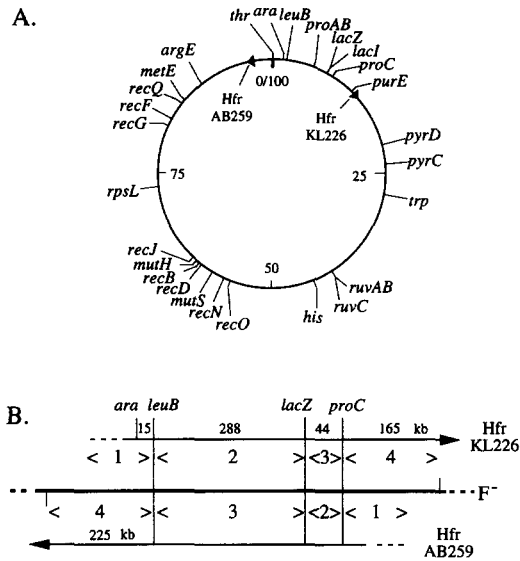 A.
thr ara leuB proAB lacZ lacI proC purE
argE metE recQ recF recG
0/100
Hfr
AB259
Hfr
KL226
pyrD
pyrC
25
trp
75
rpsL
50
recJ
mutH
recB
recD
mutS
recN
recO
his
ruvC
ruvAB
B.
ara leuB lacZ proC
15 288 44 165 kb
Hfr
KL226
< 1 > < 2 > <3> < 4 >
F-
< 4 > < 3 > <2> < 1 >
225 kb
Hfr
AB259